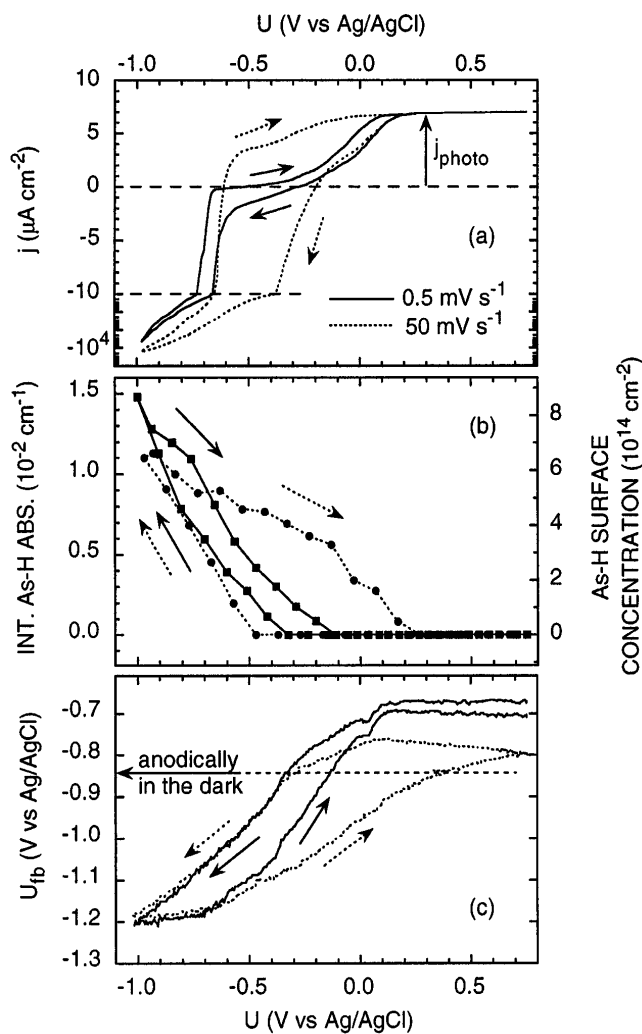 U (V vs Ag/AgCl)
-1.0 -0.5 0.0 0.5
10
5
0
-5
-10
-10⁴
j (μA cm⁻²)
jphoto
(a)
0.5 mV s⁻¹
50 mV s⁻¹
1.5
1.0
0.5
0.0
INT. As-H ABS. (10⁻² cm⁻¹)
(b)
8
6
4
2
0
As-H SURFACE
CONCENTRATION (10¹⁴ cm⁻²)
-0.7
-0.8
-0.9
-1.0
-1.1
-1.2
-1.3
Ufb (V vs Ag/AgCl)
anodically
in the dark
(c)
-1.0 -0.5 0.0 0.5
U (V vs Ag/AgCl)